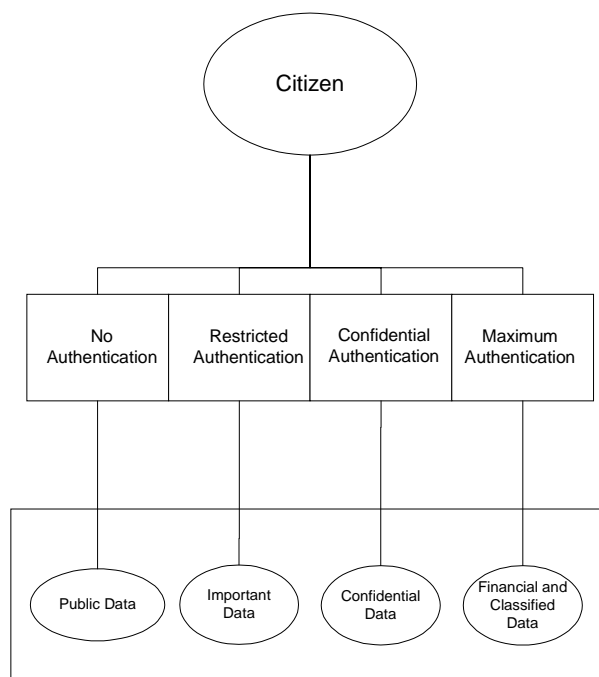 Citizen
No
Authentication
Restricted
Authentication
Confidential
Authentication
Maximum
Authentication
Public Data
Important
Data
Confidential
Data
Financial and
Classified
Data